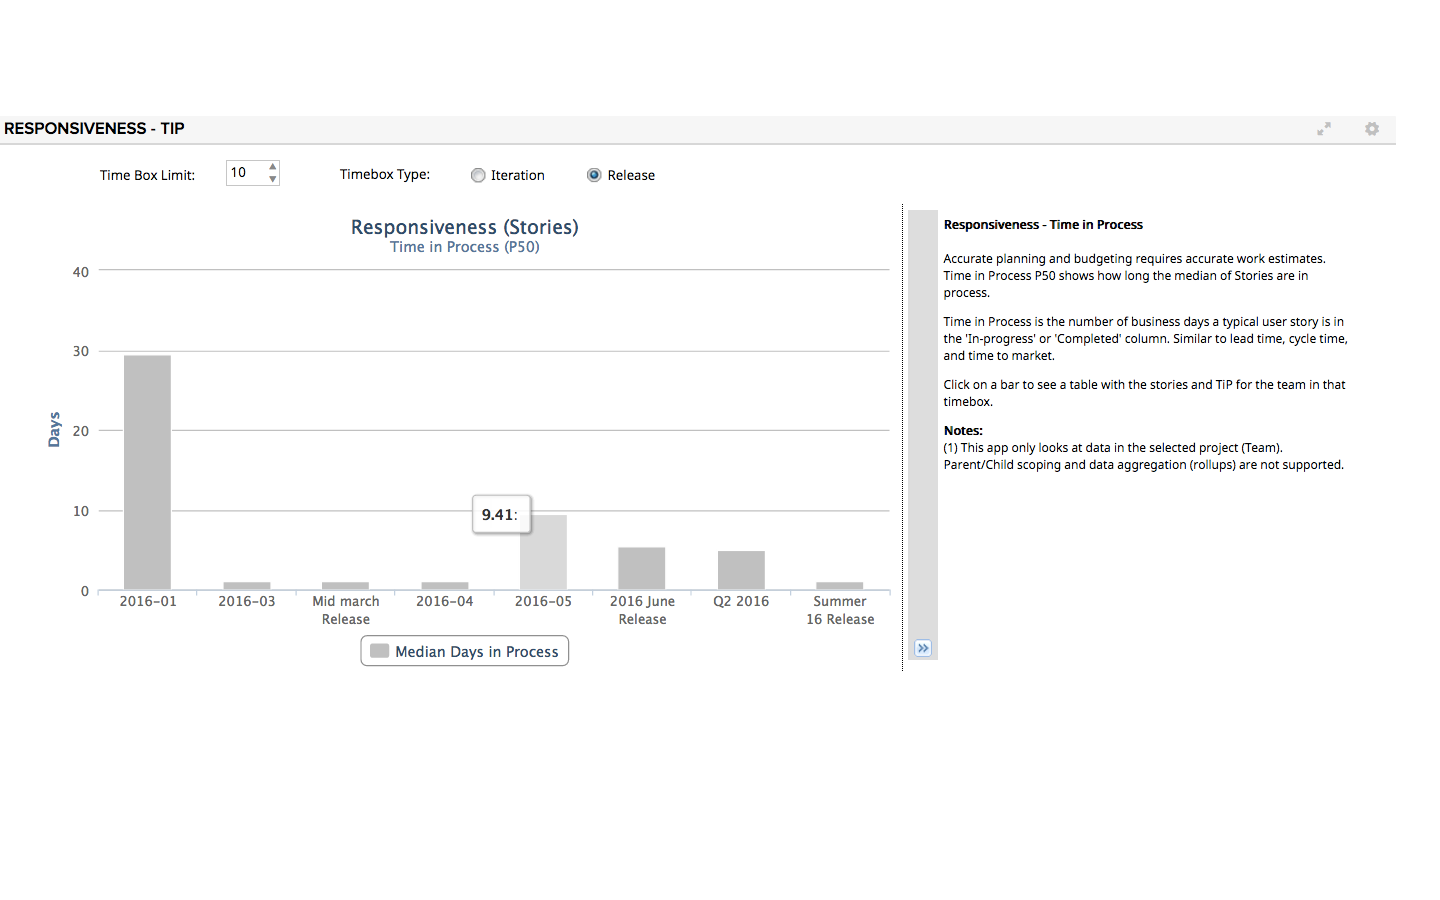 RESPONSIVENESS - TIP
Time Box Limit:
10
Timebox Type:
Iteration
Release
Responsiveness (Stories)
Time in Process (P50)
40
30
20
10
0
Days
9.41:
2016-01
2016-03
Mid march
Release
2016-04
2016-05
2016 June
Release
Q2 2016
Summer
16 Release
Median Days in Process
Responsiveness - Time in Process
Accurate planning and budgeting requires accurate work estimates.
Time in Process P50 shows how long the median of Stories are in
process.
Time in Process is the number of business days a typical user story is in
the 'In-progress' or 'Completed' column. Similar to lead time, cycle time,
and time to market.
Click on a bar to see a table with the stories and TiP for the team in that
timebox.
Notes:
(1) This app only looks at data in the selected project (Team).
Parent/Child scoping and data aggregation (rollups) are not supported.